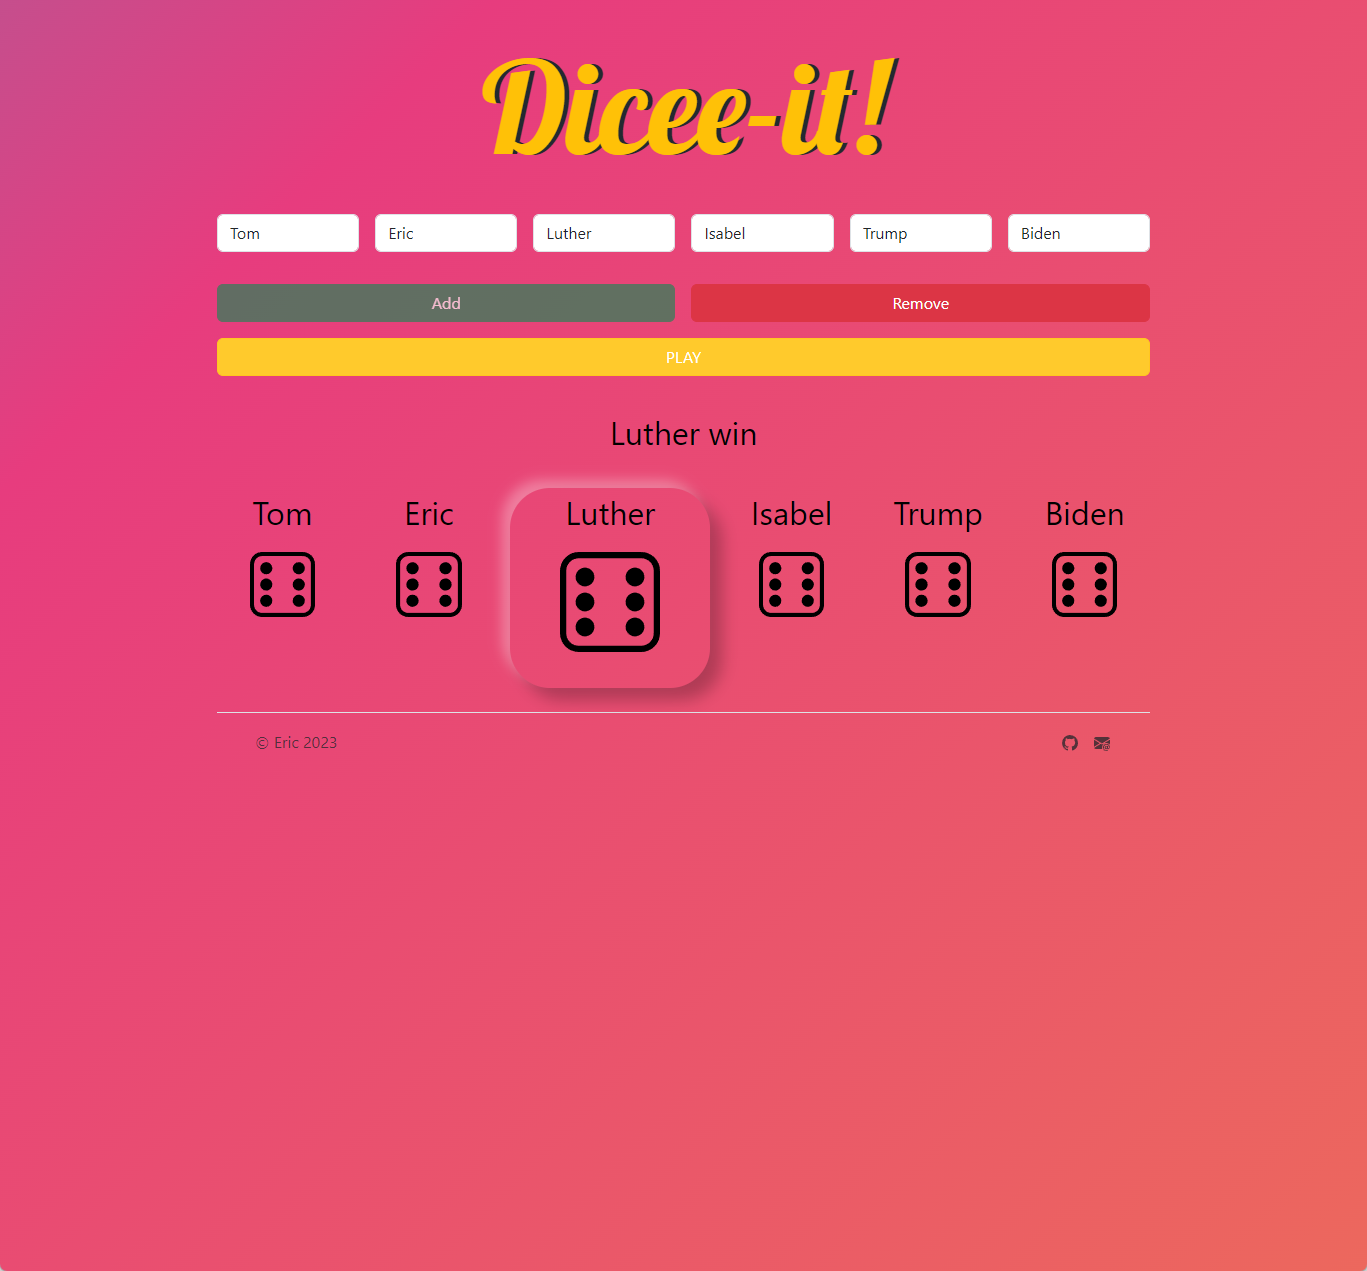 Dicee-it!
Tom Eric Luther Isabel Trump Biden
Add Remove
PLAY
Luther win
Tom Eric Luther Isabel Trump Biden
© Eric 2023